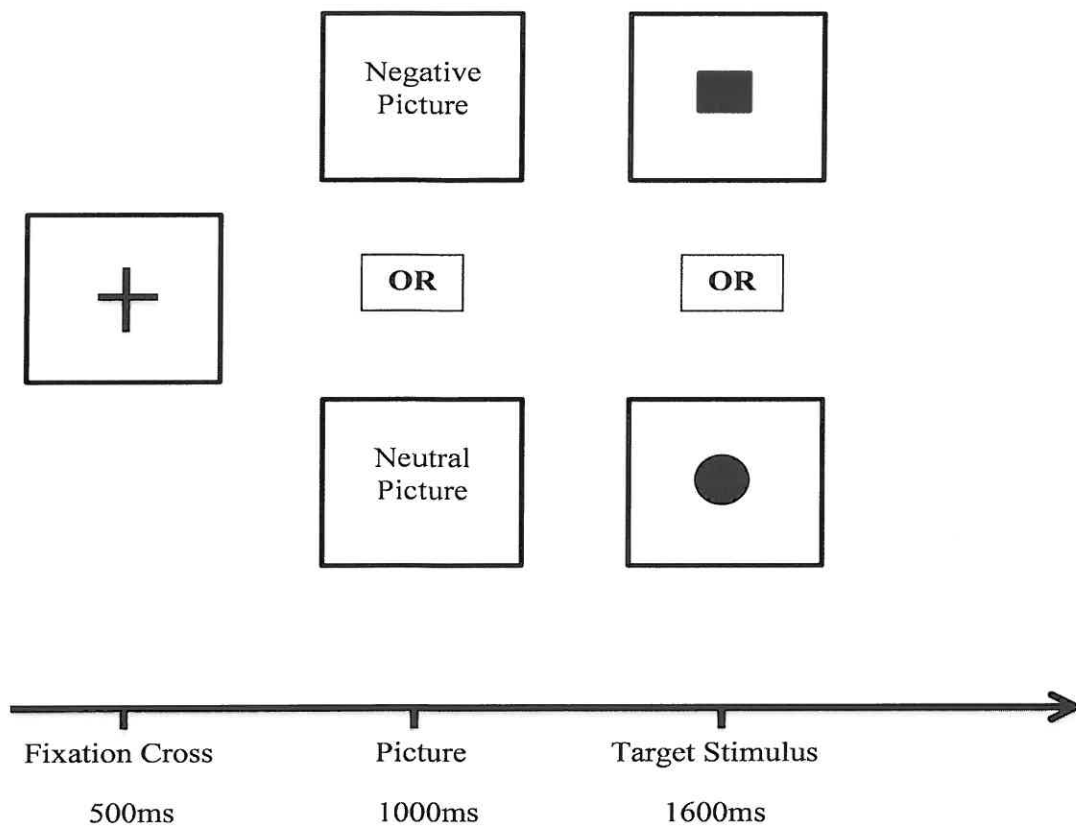 Negative
Picture
OR
OR
Neutral
Picture
Fixation Cross
Picture
Target Stimulus
500ms
1000ms
1600ms